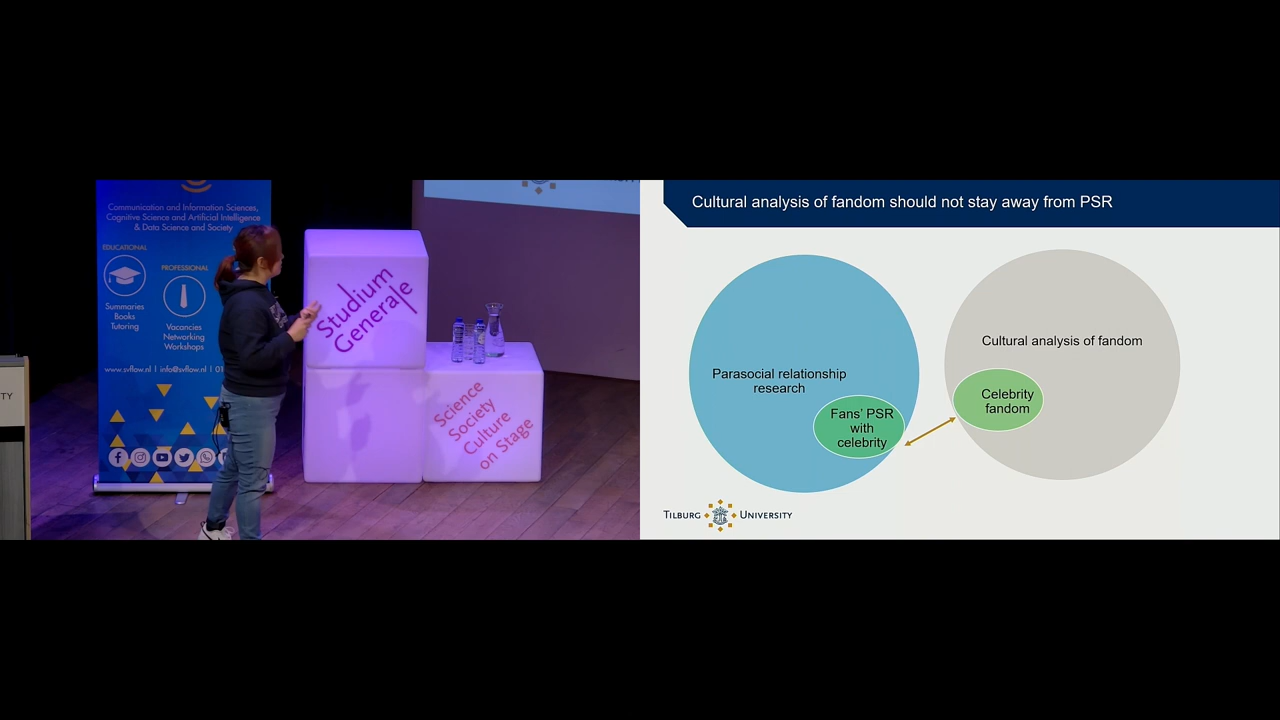 Communication and Information Sciences,
Cognitive Science and Artificial Intelligence
& Data Science and Society
EDUCATIONAL
PROFESSIONAL
Summaries
Books
Tutoring
Vacancies
Networking
Workshops
www.svflow.nl | info@svflow.nl | 01
TY
Studium
Generale
Science
Society
Culture
on Stage
Cultural analysis of fandom should not stay away from PSR
Parasocial relationship
research
Fans’ PSR
with
celebrity
Cultural analysis of fandom
Celebrity
fandom
TILBURG UNIVERSITY